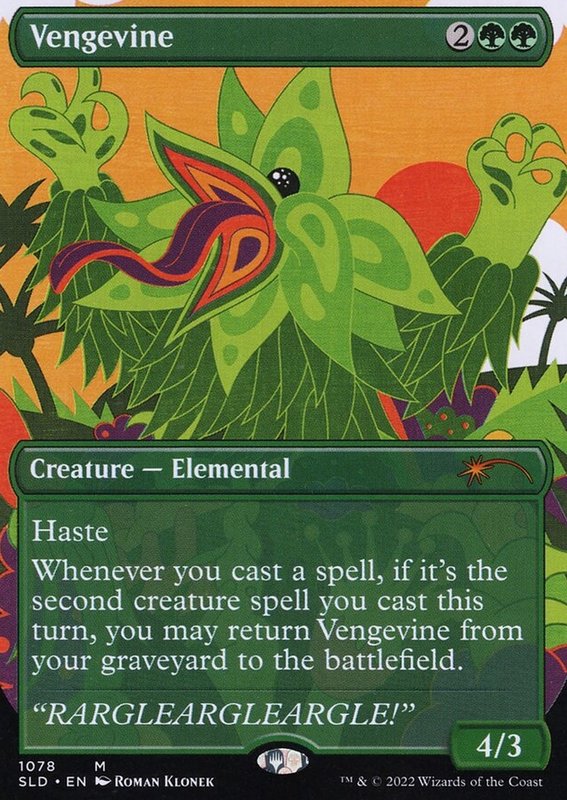 Vengevine 2
Creature — Elemental
Haste
Whenever you cast a spell, if it's the
second creature spell you cast this
turn, you may return Vengevine from
your graveyard to the battlefield.
“RARGLEARGLEARGLE!”
4/3
1078 M
SLD • EN Roman Klonek
™ & © 2022 Wizards of the Coast